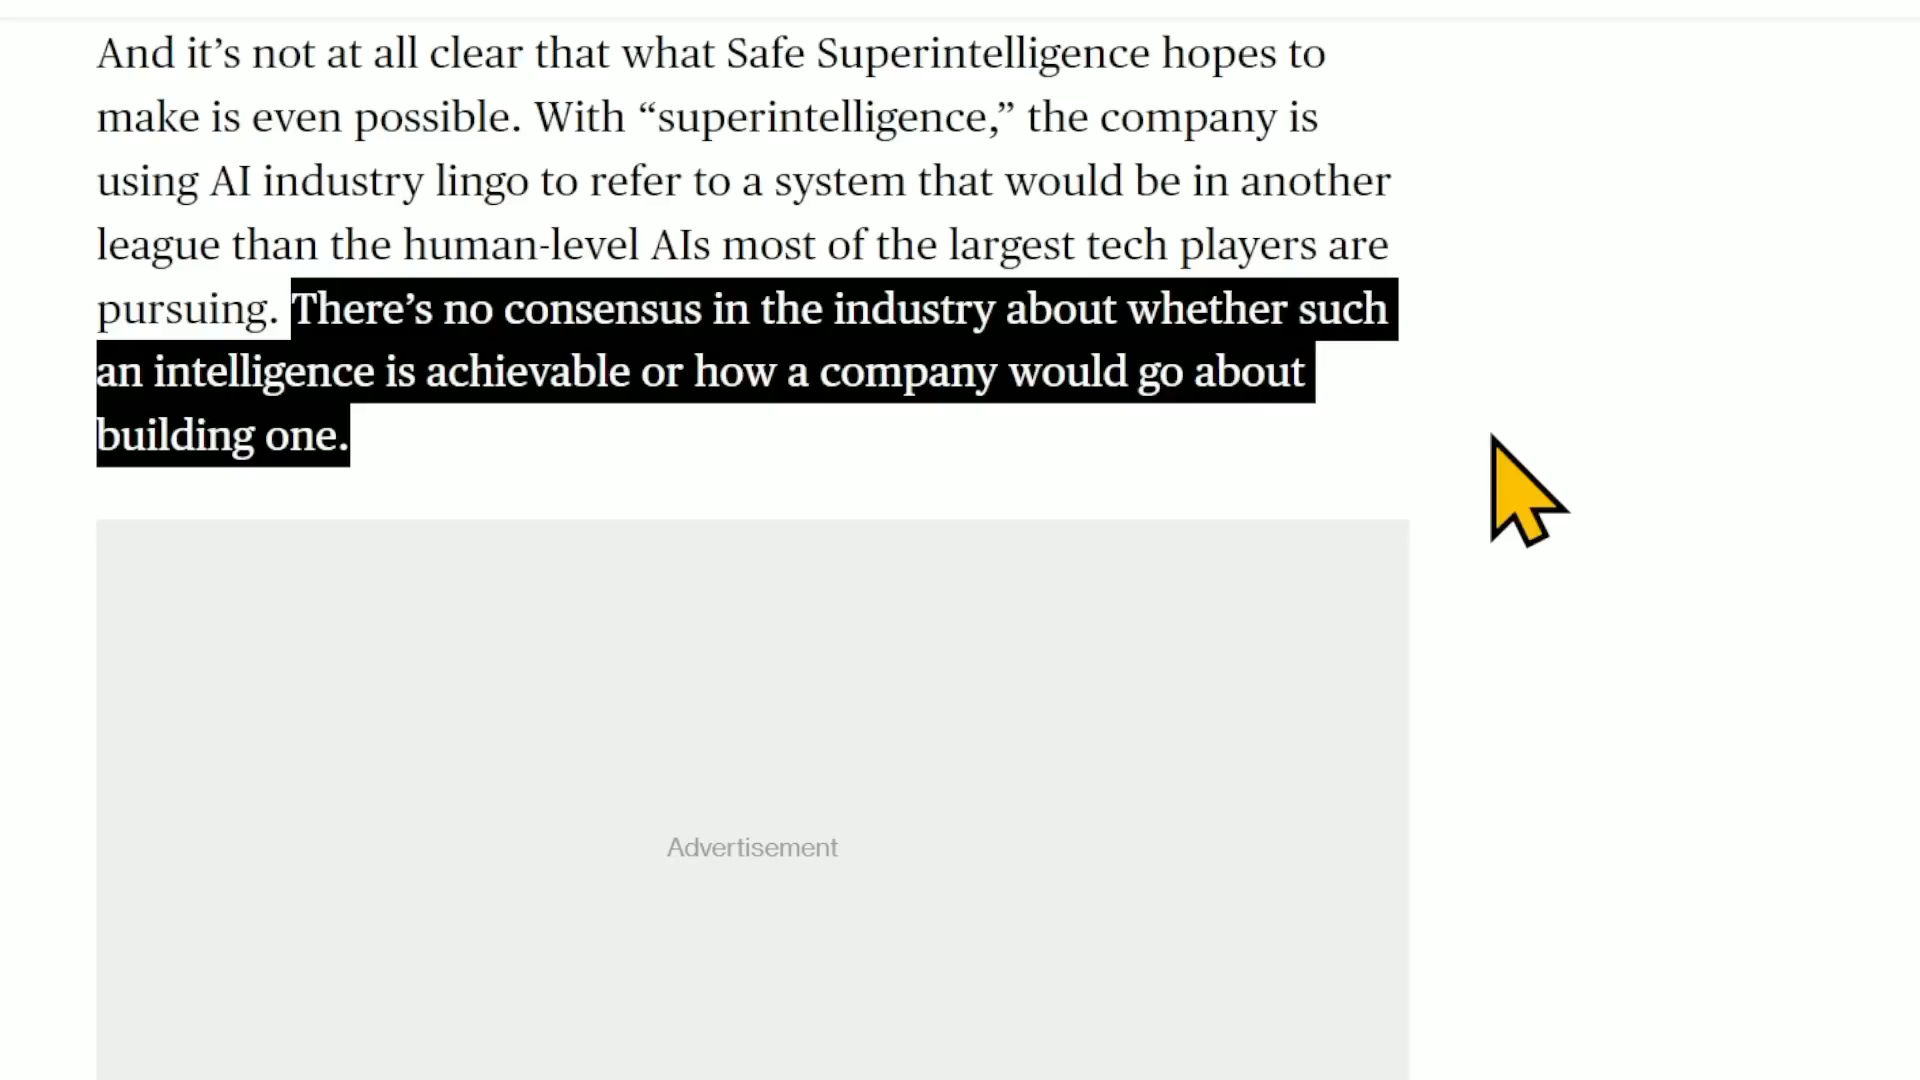 And it’s not at all clear that what Safe Superintelligence hopes to
make is even possible. With “superintelligence,” the company is
using AI industry lingo to refer to a system that would be in another
league than the human-level AIs most of the largest tech players are
pursuing. There’s no consensus in the industry about whether such
an intelligence is achievable or how a company would go about
building one.
Advertisement